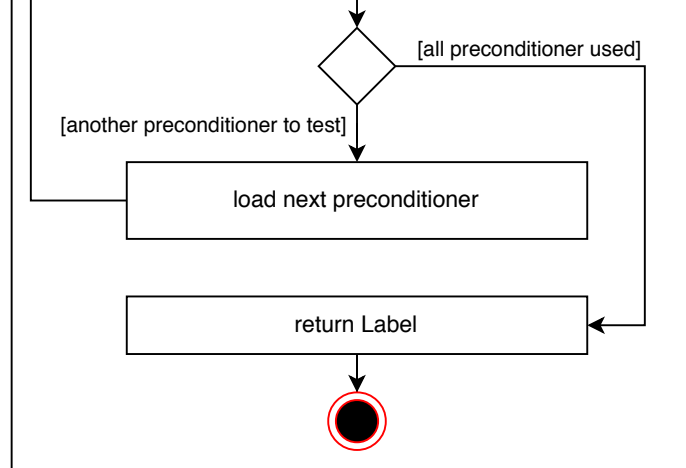 [all preconditioner used]
[another preconditioner to test]
load next preconditioner
return Label